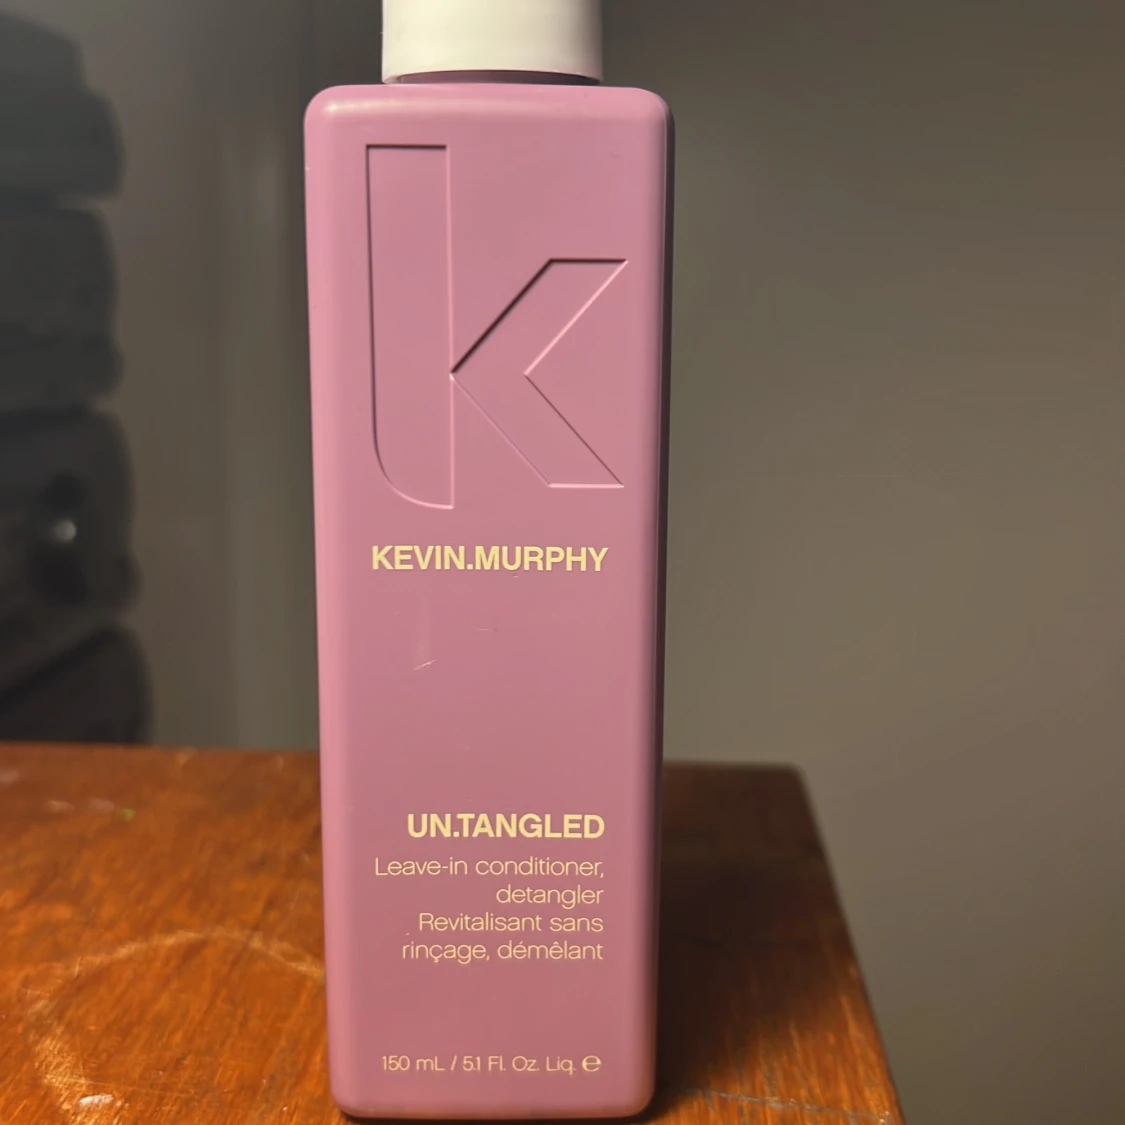 k
KEVIN.MURPHY
UN.TANGLED
Leave-in conditioner,
detangler
Revitalisant sans
rinçage, démêlant
150 mL / 5.1 Fl. Oz. Liq. ℮